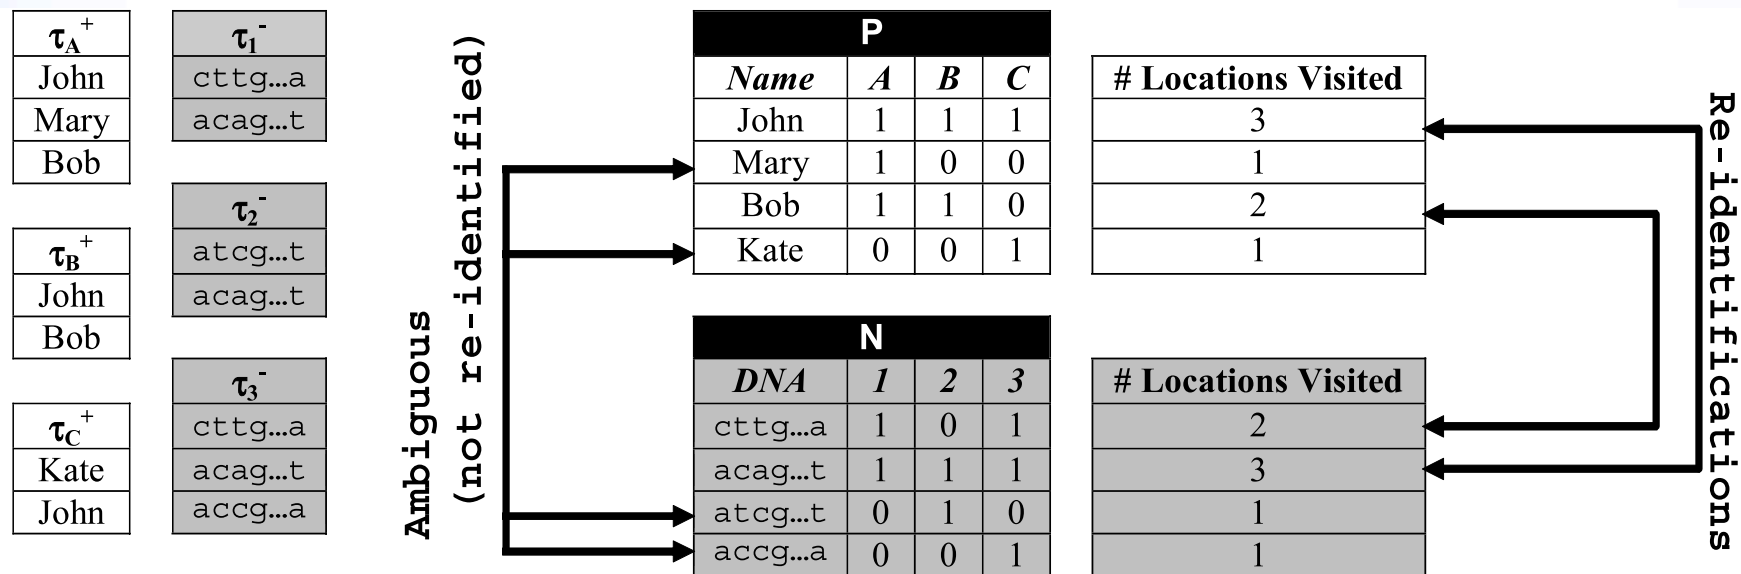 τA+
John
Mary
Bob
τB+
John
Bob
τC+
Kate
John
τ1-
cttg…a
acag…t
τ2-
atcg…t
acag…t
τ3-
cttg…a
acag…t
accg…a
Ambiguous
(not re-identified)
P
Name A B C
John 1 1 1
Mary 1 0 0
Bob 1 1 0
Kate 0 0 1
# Locations Visited
3
1
2
1
N
DNA 1 2 3
cttg…a 1 0 1
acag…t 1 1 1
atcg…t 0 1 0
accg…a 0 0 1
# Locations Visited
2
3
1
1
Re-identifications